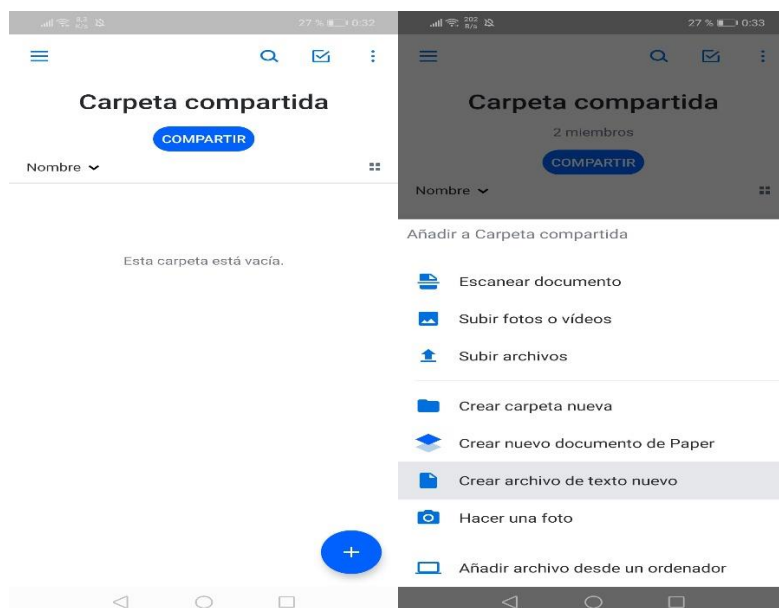 27 % 0:32
Carpeta compartida
COMPARTIR
Nombre
Esta carpeta está vacía.
+
202 27 % 0:33
Carpeta compartida
2 miembros
COMPARTIR
Nombre
Añadir a Carpeta compartida
Escanear documento
Subir fotos o vídeos
Subir archivos
Crear carpeta nueva
Crear nuevo documento de Paper
Crear archivo de texto nuevo
Hacer una foto
Añadir archivo desde un ordenador